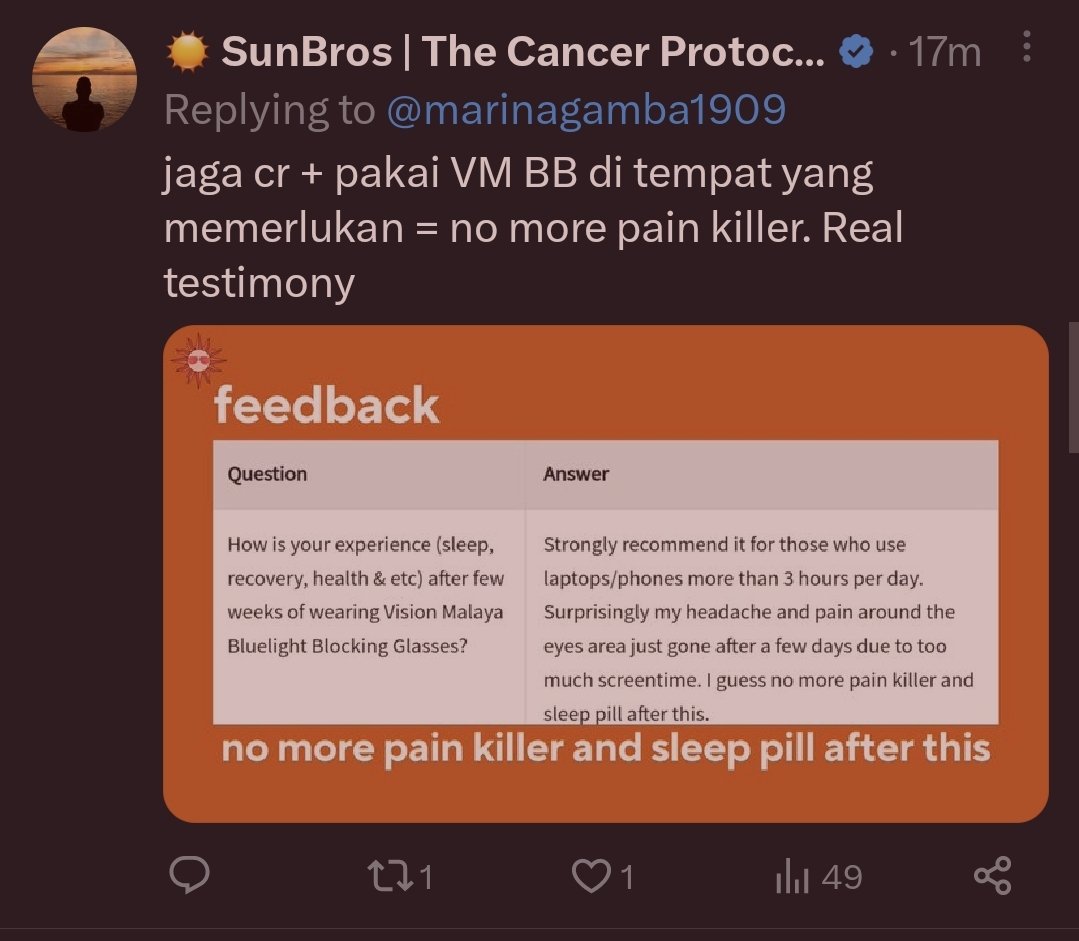 SunBros | The Cancer Protoc... · 17m
Replying to @marinagamba1909
jaga cr + pakai VM BB di tempat yang
memerlukan = no more pain killer. Real
testimony
feedback
Question
Answer
How is your experience (sleep,
recovery, health & etc) after few
weeks of wearing Vision Malaya
Bluelight Blocking Glasses?
Strongly recommend it for those who use
laptops/phones more than 3 hours per day.
Surprisingly my headache and pain around the
eyes area just gone after a few days due to too
much screentime. I guess no more pain killer and
sleep pill after this.
no more pain killer and sleep pill after this
1
1
49